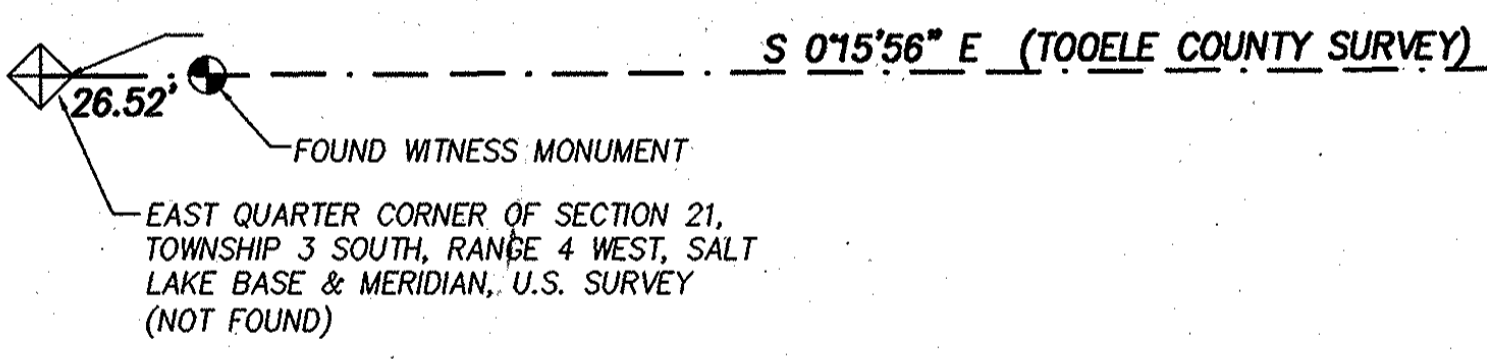 S 0°15'56" E (TOOELE COUNTY SURVEY)
26.52'
FOUND WITNESS MONUMENT
EAST QUARTER CORNER OF SECTION 21,
TOWNSHIP 3 SOUTH, RANGE 4 WEST, SALT
LAKE BASE & MERIDIAN, U.S. SURVEY
(NOT FOUND)